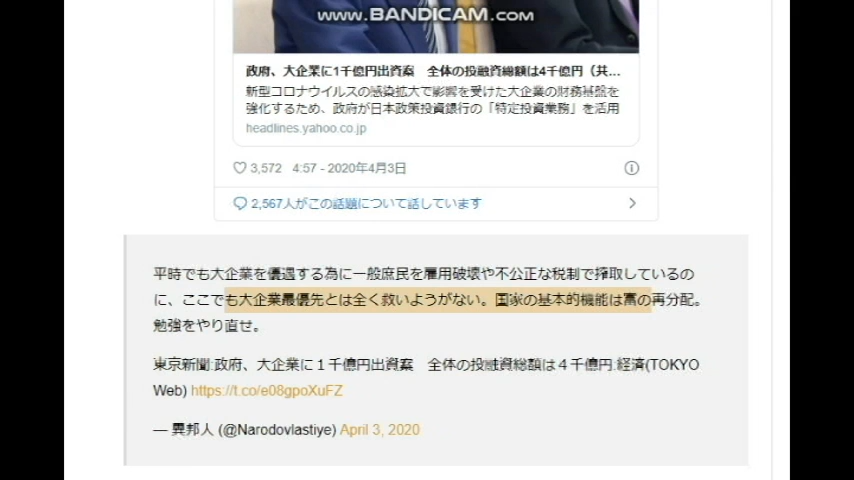 www.BANDICAM.com
政府、大企業に1千億円出資案　全体の投融資総額は4千億円（共...
新型コロナウイルスの感染拡大で影響を受けた大企業の財務基盤を
強化するため、政府が日本政策投資銀行の「特定投資業務」を活用
headlines.yahoo.co.jp
3,572 4:57 - 2020年4月3日
2,567人がこの話題について話しています
平時でも大企業を優遇する為に一般庶民を雇用破壊や不公正な税制で搾取しているの
に、ここでも大企業最優先とは全く救いようがない。国家の基本的機能は富の再分配。
勉強をやり直せ。
東京新聞:政府、大企業に１千億円出資案　全体の投融資総額は４千億円:経済(TOKYO
Web) https://t.co/e08gpoXuFZ
— 異邦人 (@Narodovlastiye) April 3, 2020